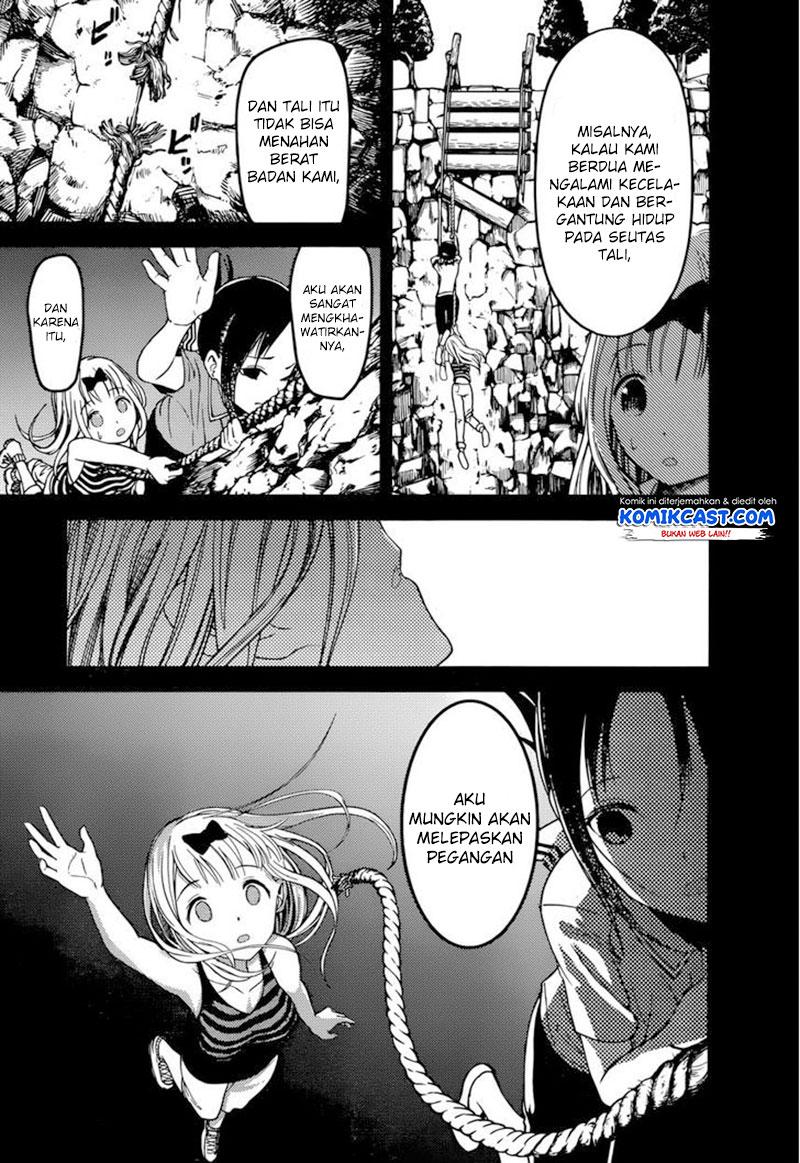 MISALNYA,
KALAU KAMI
BERDUA ME-
NGALAMI KECELA-
KAAN DAN BER-
GANTUNG HIDUP
PADA SEUTAS
TALI,
DAN TALI ITU
TIDAK BISA
MENAHAN
BERAT
BADAN KAMI,
AKU AKAN
SANGAT
MENGKHA-
WATIRKAN-
NYA,
DAN
KARENA
ITU,
Komik ini diterjemahkan & diedit oleh
KOMIKCAST.COM
BUKAN WEB LAIN!!
AKU
MUNGKIN AKAN
MELEPASKAN
PEGANGAN